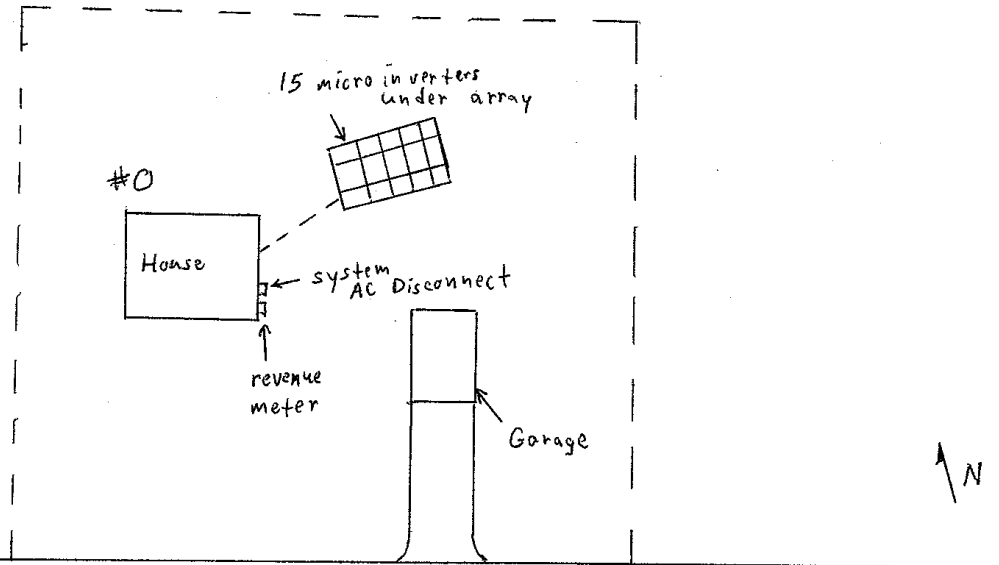 15 micro inverters
under array
#0
House
system
AC Disconnect
revenue
meter
Garage
N